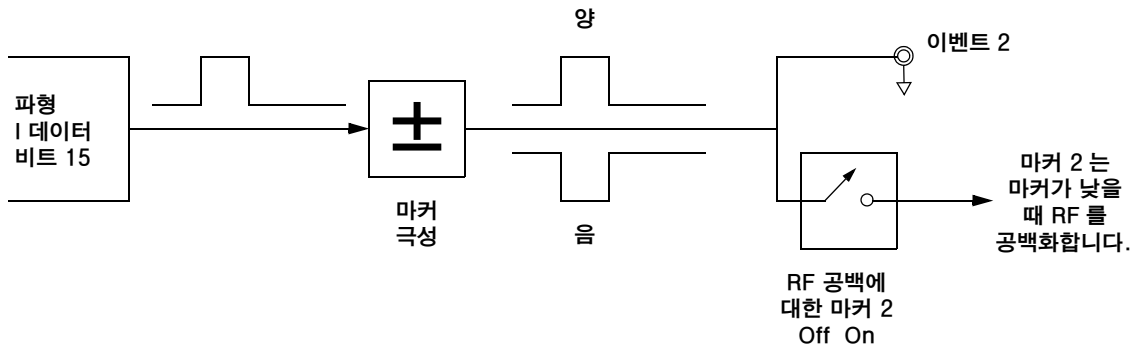 파형
I 데이터
비트 15
±
마커
극성
양
음
이벤트 2
RF 공백에
대한 마커 2
Off On
마커 2 는
마커가 낮을
때 RF 를
공백화합니다.